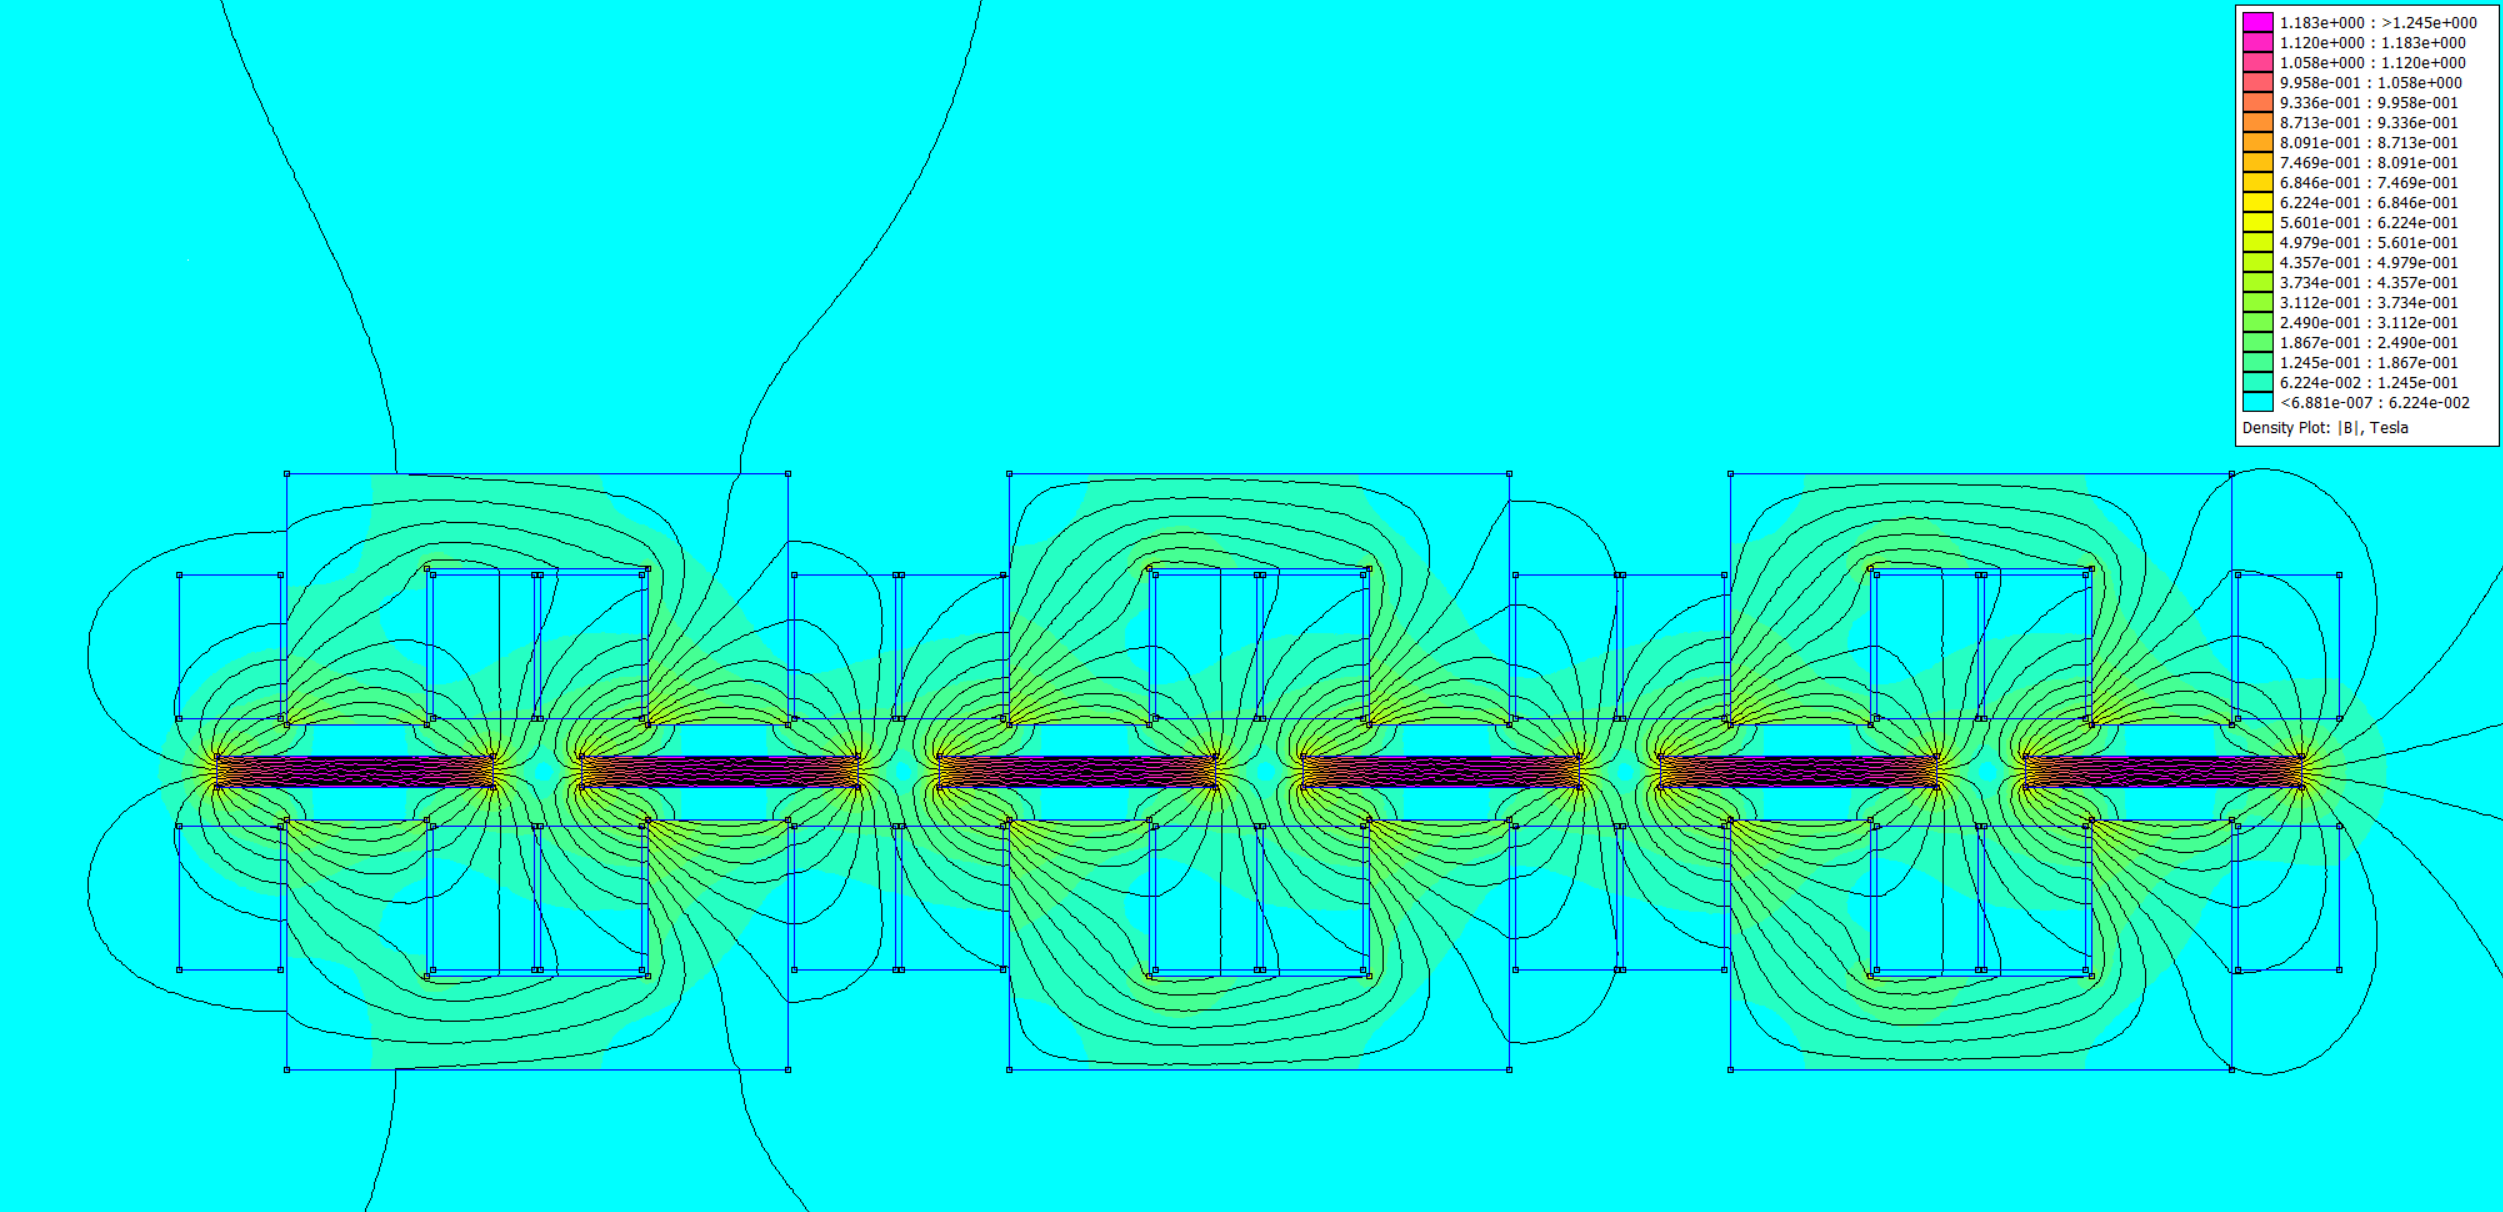 1.183e+000 : >1.245e+000
1.120e+000 : 1.183e+000
1.058e+000 : 1.120e+000
9.958e-001 : 1.058e+000
9.336e-001 : 9.958e-001
8.713e-001 : 9.336e-001
8.091e-001 : 8.713e-001
7.469e-001 : 8.091e-001
6.846e-001 : 7.469e-001
6.224e-001 : 6.846e-001
5.601e-001 : 6.224e-001
4.979e-001 : 5.601e-001
4.357e-001 : 4.979e-001
3.734e-001 : 4.357e-001
3.112e-001 : 3.734e-001
2.490e-001 : 3.112e-001
1.867e-001 : 2.490e-001
1.245e-001 : 1.867e-001
6.224e-002 : 1.245e-001
<6.881e-007 : 6.224e-002
Density Plot: |B|, Tesla